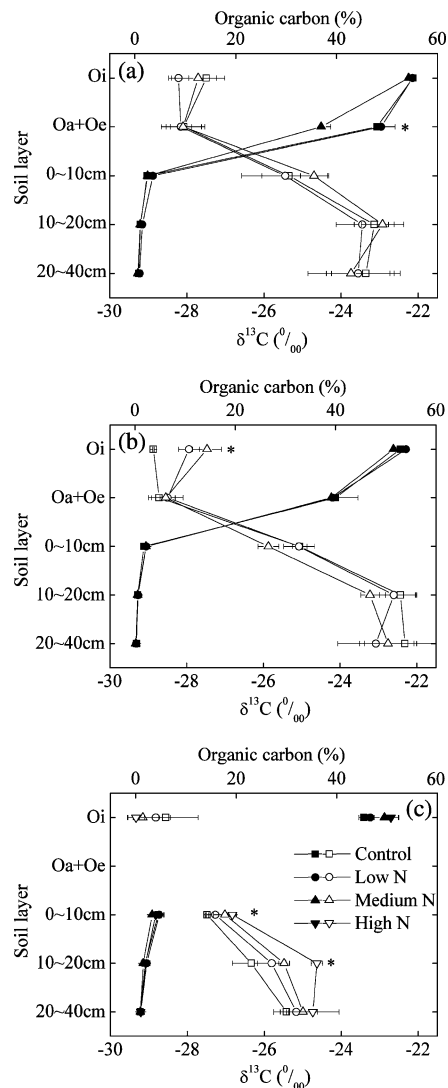 Organic carbon (%)
0 20 40 60
(a)
Oi
Oa+Oe
*
0~10cm
10~20cm
20~40cm
Soil layer
-30 -28 -26 -24 -22
δ¹³C (⁰/₀₀)
Organic carbon (%)
0 20 40 60
(b)
Oi
*
Oa+Oe
0~10cm
10~20cm
20~40cm
Soil layer
-30 -28 -26 -24 -22
δ¹³C (⁰/₀₀)
Organic carbon (%)
0 20 40 60
(c)
Oi
Oa+Oe
0~10cm
*
10~20cm
*
20~40cm
Soil layer
Control
Low N
Medium N
High N
-30 -28 -26 -24 -22
δ¹³C (⁰/₀₀)